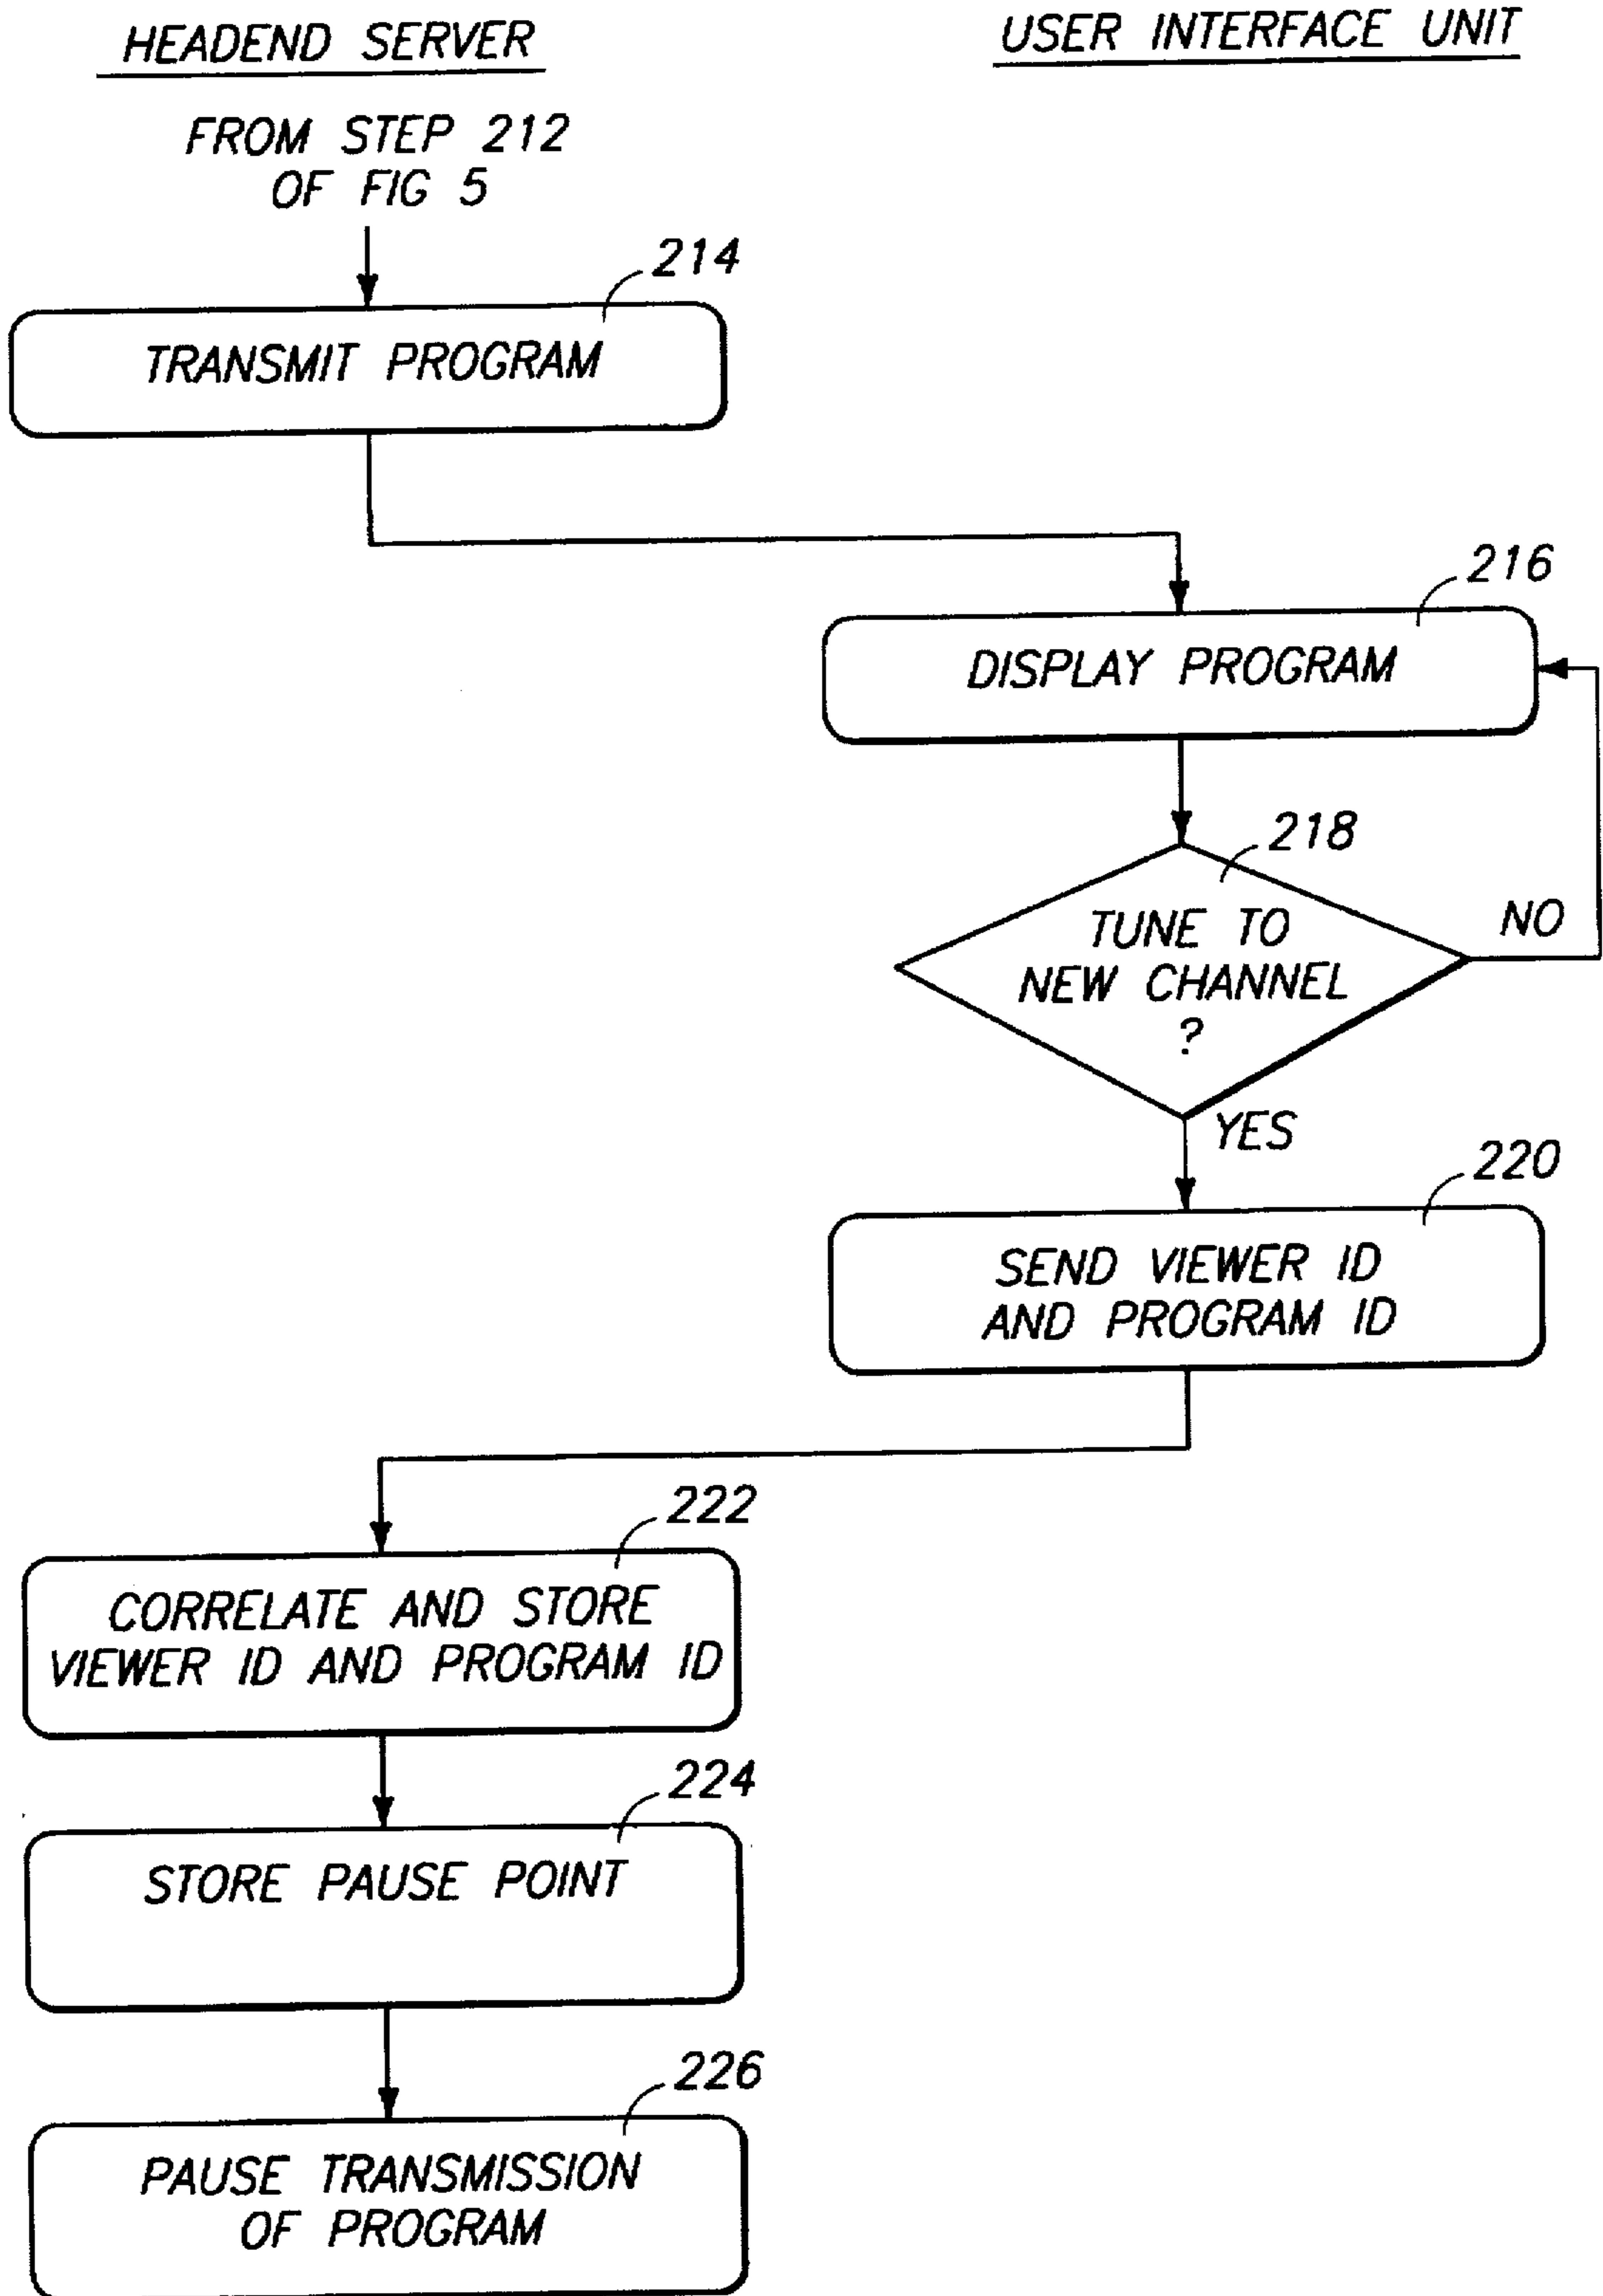 HEADEND SERVER
USER INTERFACE UNIT
FROM STEP 212
OF FIG 5
214
TRANSMIT PROGRAM
216
DISPLAY PROGRAM
218
TUNE TO
NEW CHANNEL
?
NO
YES
220
SEND VIEWER ID
AND PROGRAM ID
222
CORRELATE AND STORE
VIEWER ID AND PROGRAM ID
224
STORE PAUSE POINT
226
PAUSE TRANSMISSION
OF PROGRAM